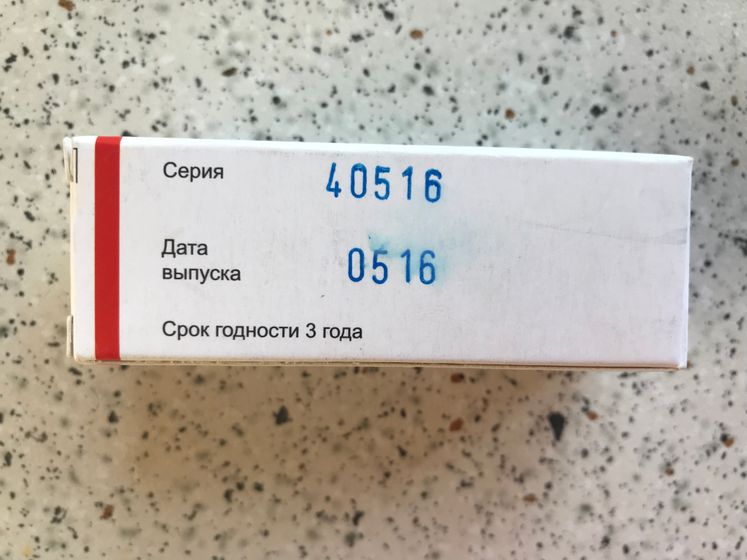 Серия 40516
Дата
выпуска 0516
Срок годности 3 года